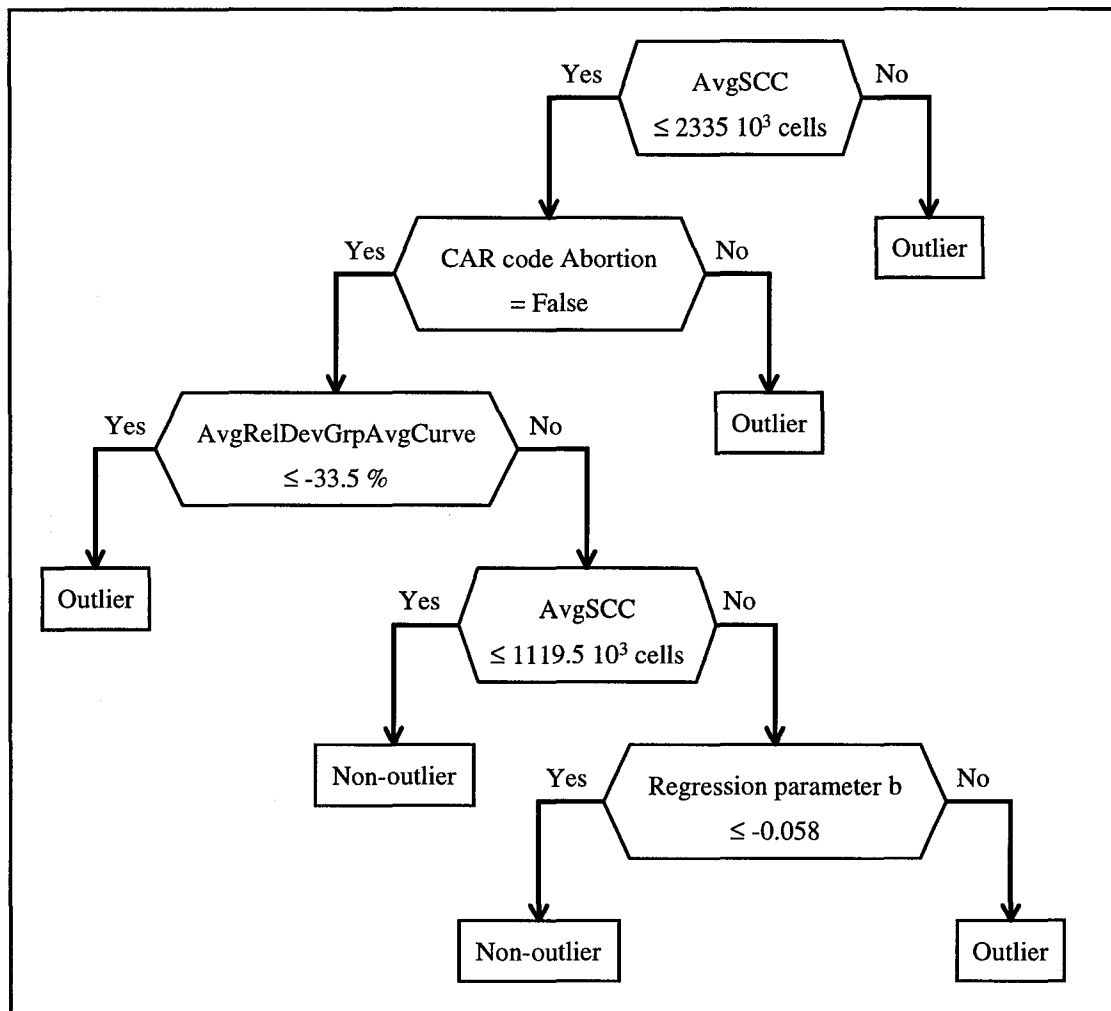 Yes
AvgSCC
≤ 2335 10³ cells
No
Outlier
Yes
CAR code Abortion
= False
No
Outlier
Yes
AvgRelDevGrpAvgCurve
≤ -33.5 %
No
Outlier
Yes
AvgSCC
≤ 1119.5 10³ cells
No
Non-outlier
Yes
Regression parameter b
≤ -0.058
No
Non-outlier
Outlier